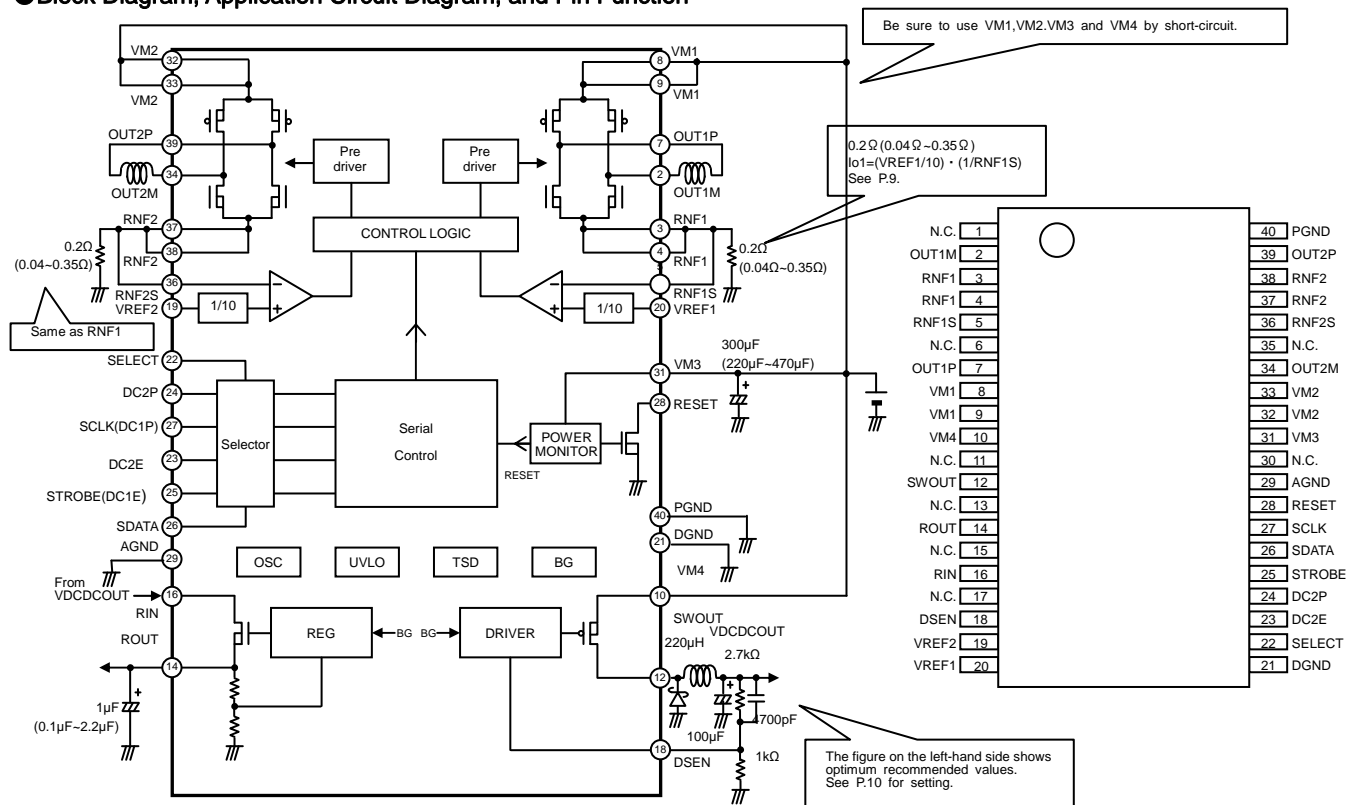 ●Block Diagram, Application Circuit Diagram, and Pin Function
Be sure to use VM1,VM2.VM3 and VM4 by short-circuit.
VM2
32
33
VM2
8
VM1
9
VM1
OUT2P
39
34
OUT2M
Pre
driver
Pre
driver
7
OUT1P
2
OUT1M
0.2Ω(0.04Ω~0.35Ω)
Io1=(VREF1/10)・(1/RNF1S)
See P.9.
RNF2
37
38
RNF2
0.2Ω
(0.04~0.35Ω)
CONTROL LOGIC
3
RNF1
4
RNF1
0.2Ω
(0.04Ω~0.35Ω)
36
RNF2S
VREF2
19
1/10
−
+
−
+
1/10
5
RNF1S
20
VREF1
Same as RNF1
SELECT
22
DC2P
24
SCLK(DC1P)
27
DC2E
23
STROBE(DC1E)
25
SDATA
26
AGND
29
Selector
Serial
Control
RESET
POWER
MONITOR
31
VM3
28
RESET
300μF
(220μF~470μF)
+
40
PGND
21
DGND
VM4
OSC
UVLO
TSD
BG
From
VDCDCOUT
16
RIN
ROUT
14
REG
BG BG
DRIVER
10
SWOUT
VDCDCOUT
220μH
2.7kΩ
12
+
100μF
4700pF
18
DSEN
1kΩ
+
1μF
(0.1μF~2.2μF)
The figure on the left-hand side shows
optimum recommended values.
See P.10 for setting.
N.C. 1
40 PGND
OUT1M 2
39 OUT2P
RNF1 3
38 RNF2
RNF1 4
37 RNF2
RNF1S 5
36 RNF2S
N.C. 6
35 N.C.
OUT1P 7
34 OUT2M
VM1 8
33 VM2
VM1 9
32 VM2
VM4 10
31 VM3
N.C. 11
30 N.C.
SWOUT 12
29 AGND
N.C. 13
28 RESET
ROUT 14
27 SCLK
N.C. 15
26 SDATA
RIN 16
25 STROBE
N.C. 17
24 DC2P
DSEN 18
23 DC2E
VREF2 19
22 SELECT
VREF1 20
21 DGND